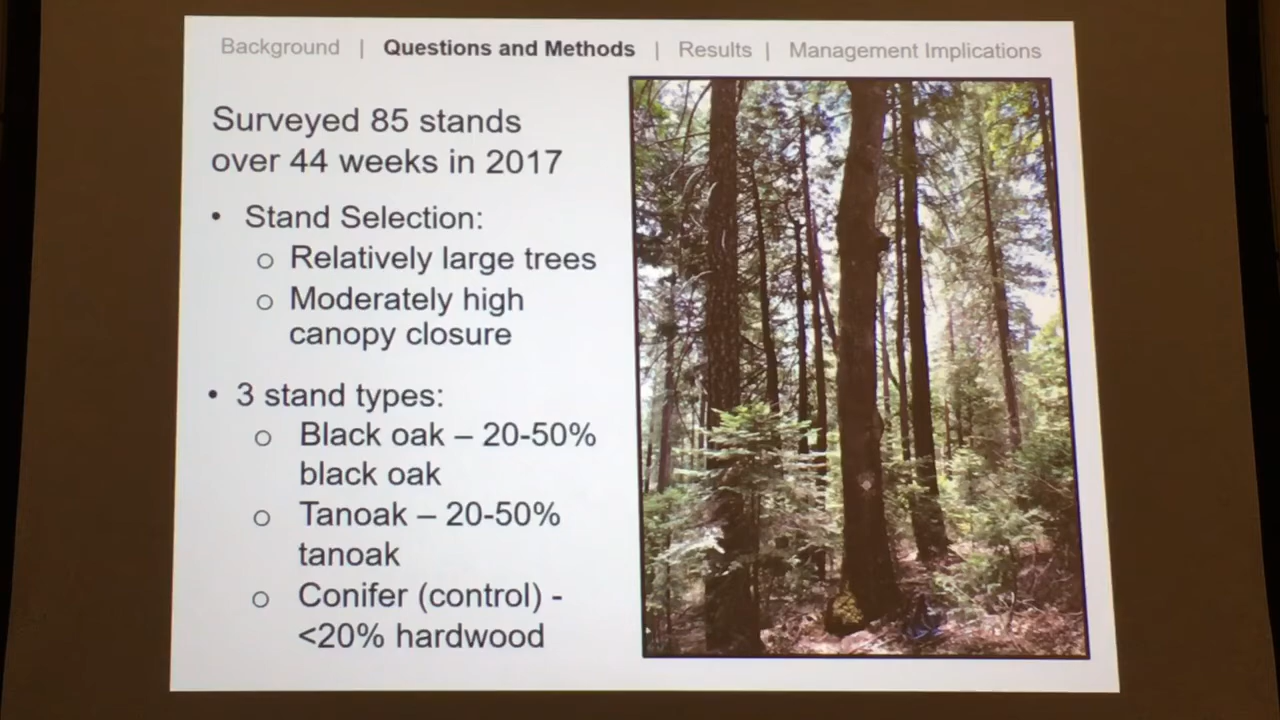 Background | Questions and Methods | Results | Management Implications
Surveyed 85 stands
over 44 weeks in 2017
• Stand Selection:
o Relatively large trees
o Moderately high
canopy closure
• 3 stand types:
o Black oak – 20-50%
black oak
o Tanoak – 20-50%
tanoak
o Conifer (control) -
<20% hardwood